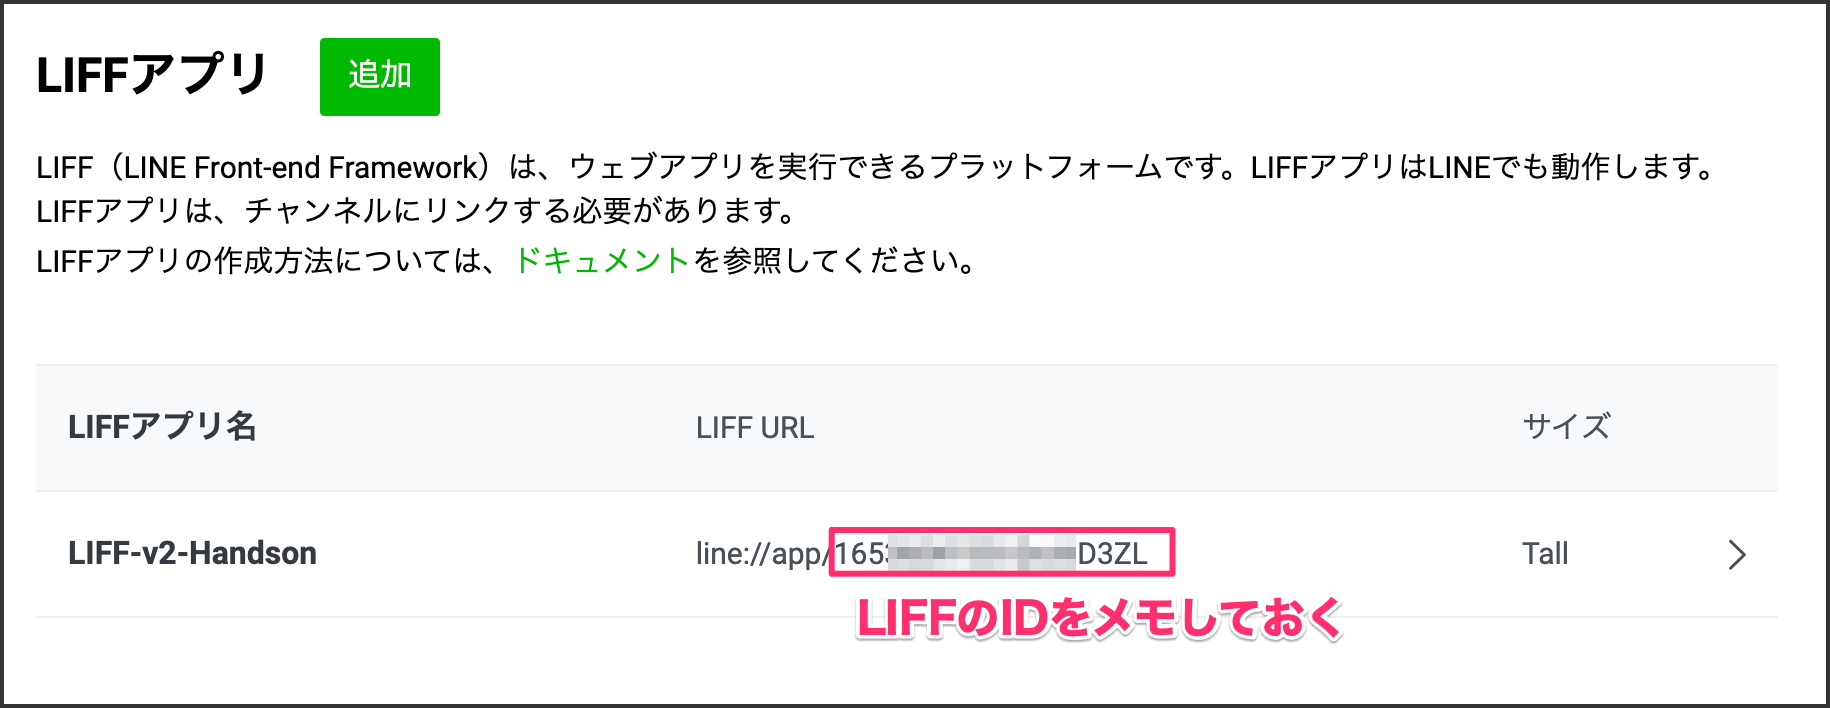 LIFFアプリ
追加
LIFF（LINE Front-end Framework）は、ウェブアプリを実行できるプラットフォームです。LIFFアプリはLINEでも動作します。
LIFFアプリは、チャンネルにリンクする必要があります。
LIFFアプリの作成方法については、ドキュメントを参照してください。
LIFFアプリ名 LIFF URL サイズ
LIFF-v2-Handson line://app/1653 D3ZL Tall
LIFFのIDをメモしておく